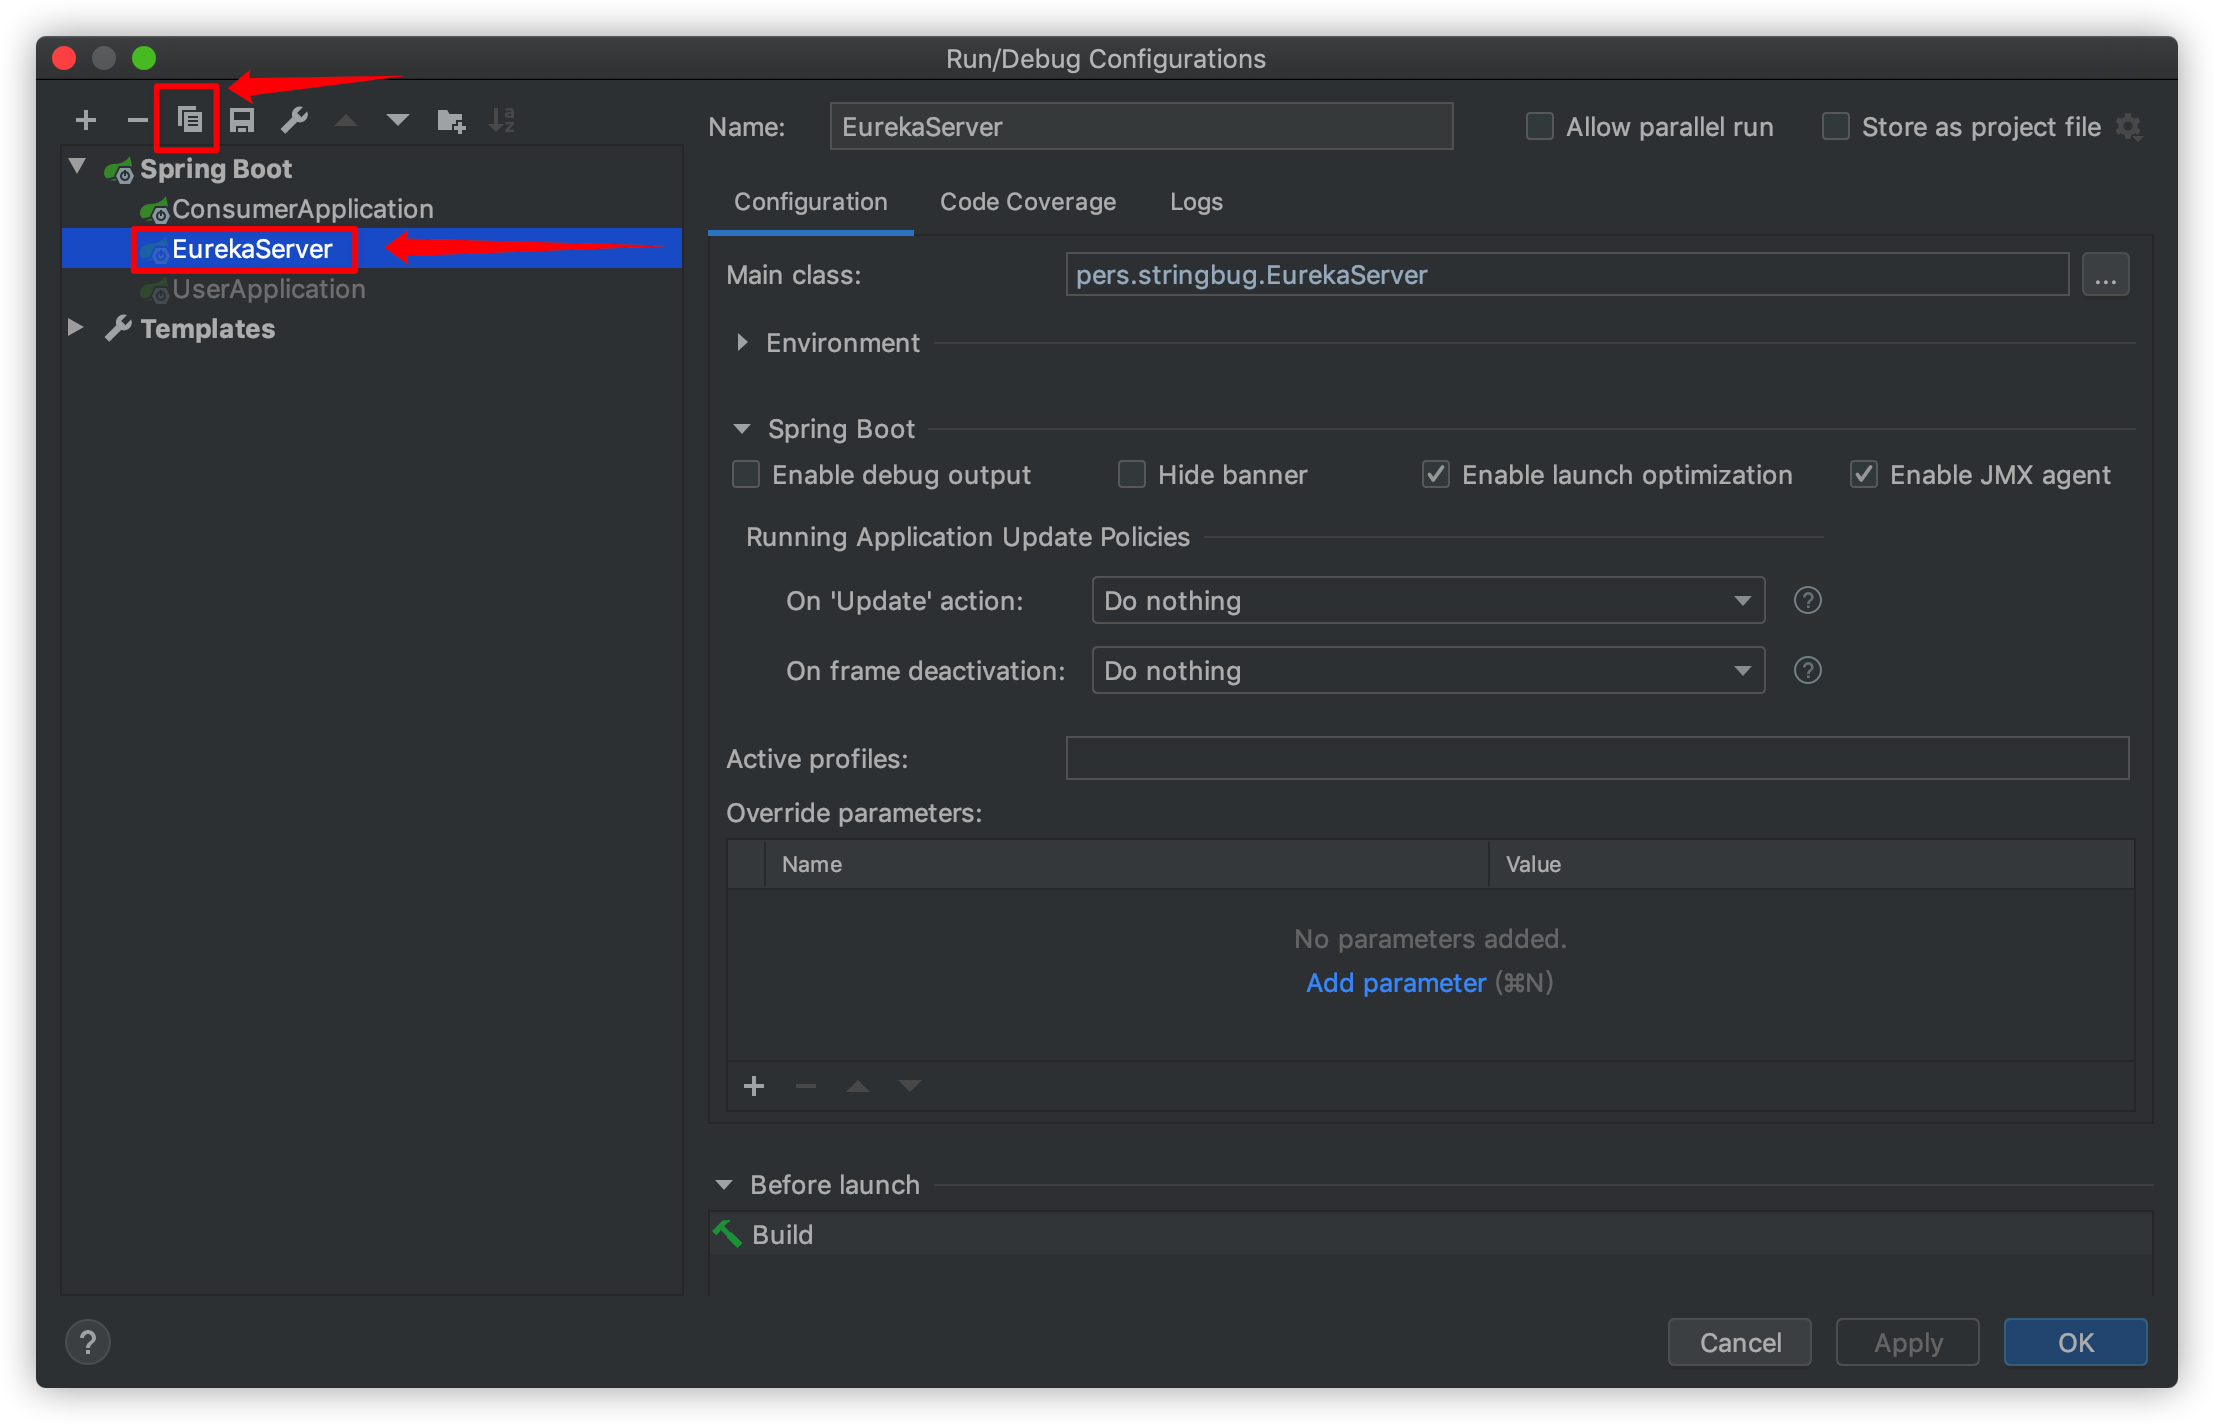 Run/Debug Configurations
Name: EurekaServer Allow parallel run Store as project file
Spring Boot
ConsumerApplication
EurekaServer
UserApplication
Templates
Configuration Code Coverage Logs
Main class: pers.stringbug.EurekaServer ...
Environment
Spring Boot
Enable debug output Hide banner Enable launch optimization Enable JMX agent
Running Application Update Policies
On 'Update' action: Do nothing ?
On frame deactivation: Do nothing ?
Active profiles:
Override parameters:
Name Value
No parameters added.
Add parameter (⌘N)
Before launch
Build
? Cancel Apply OK